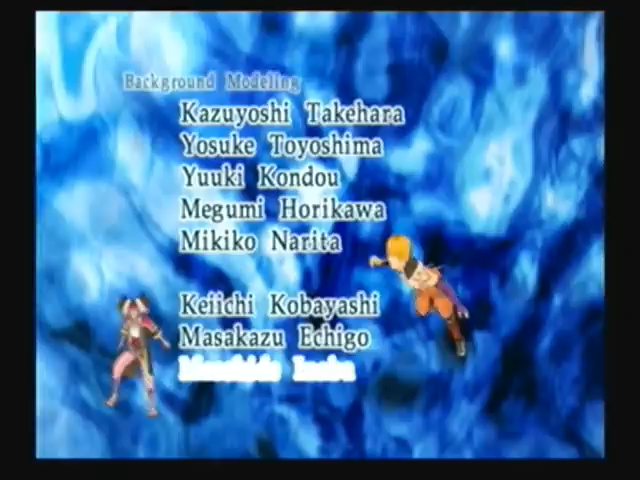 Background Modeling
Kazuyoshi Takehara
Yosuke Toyoshima
Yuuki Kondou
Megumi Horikawa
Mikiko Narita
Keiichi Kobayashi
Masakazu Echigo